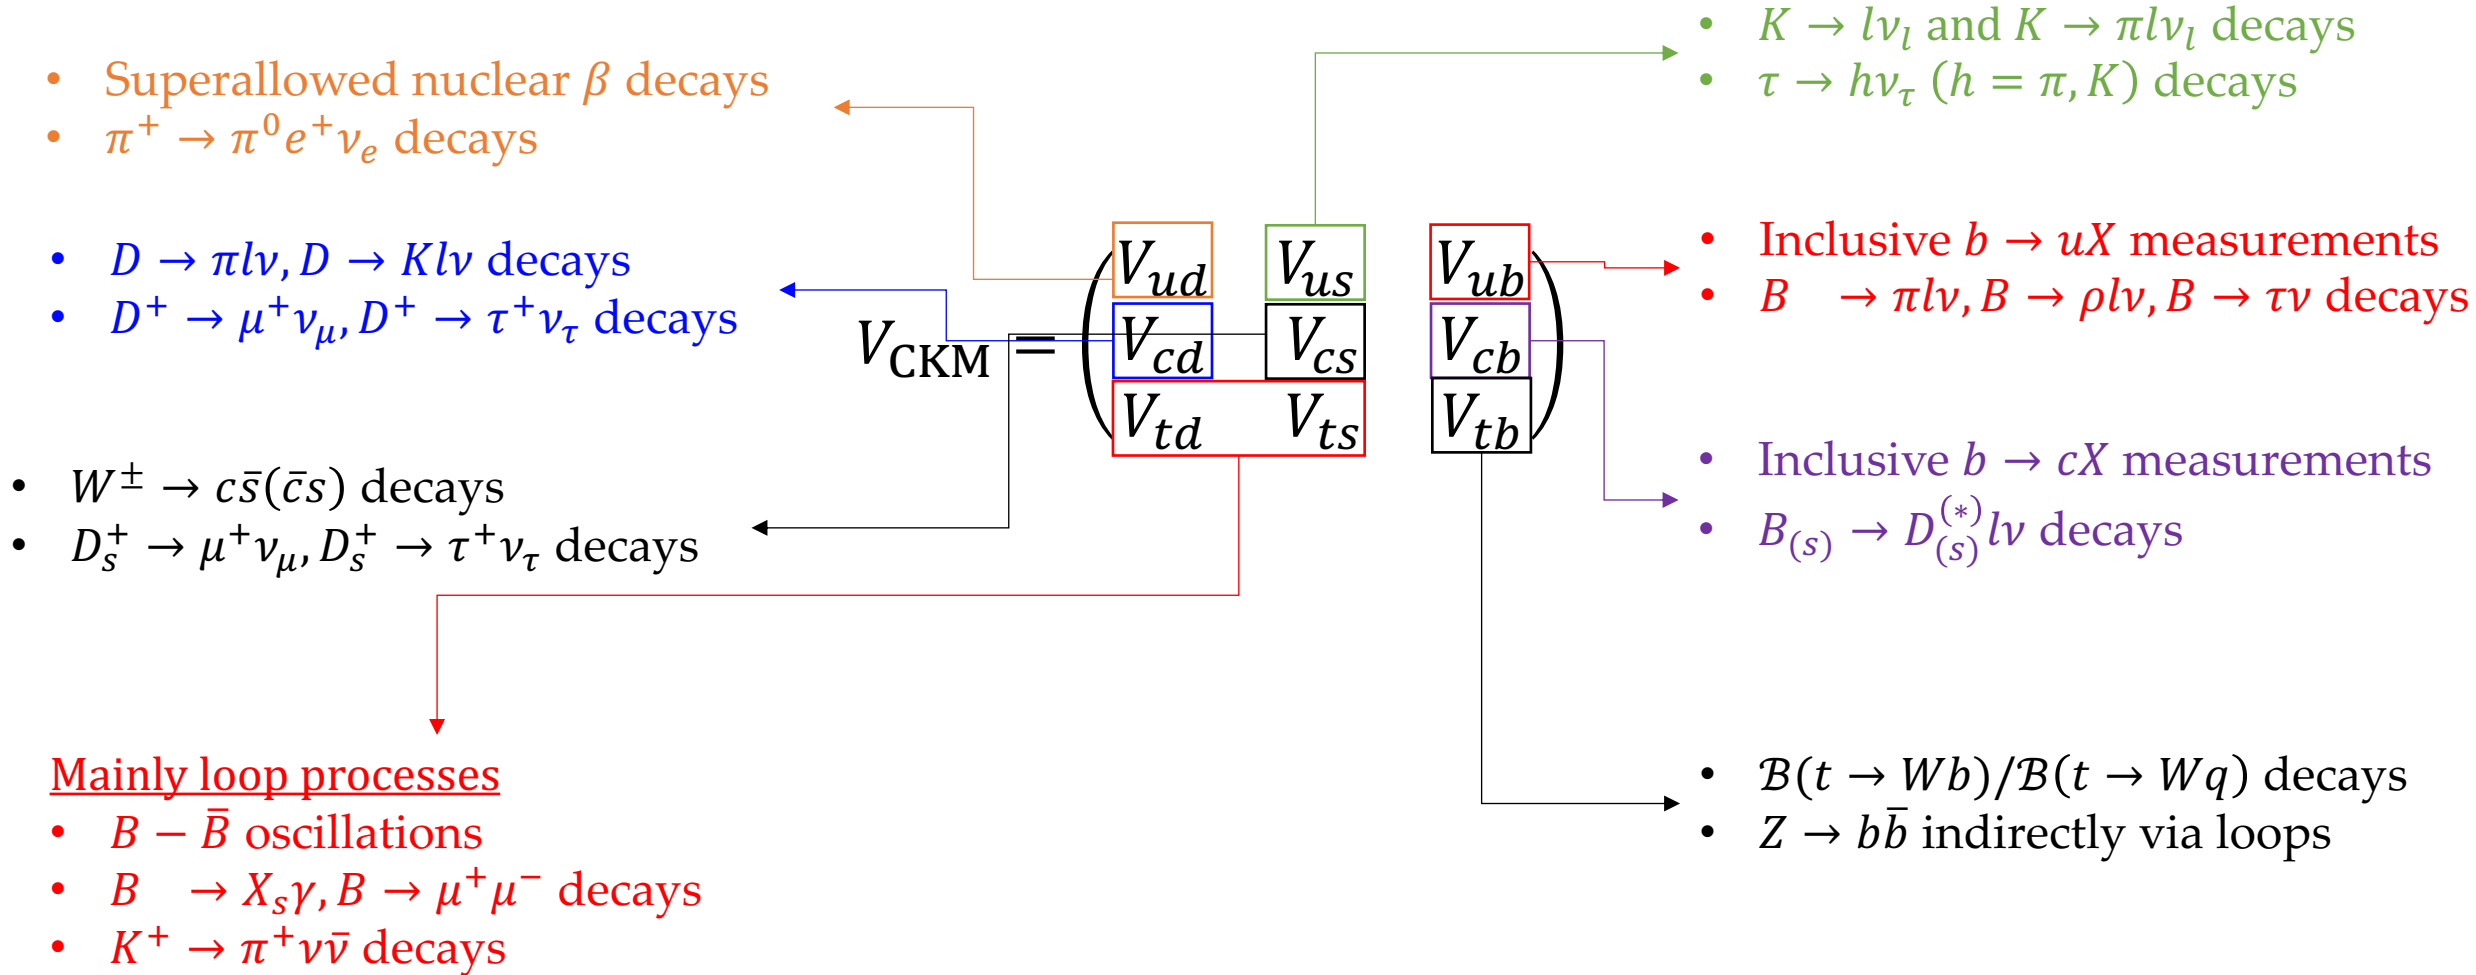 • Superallowed nuclear β decays
• π⁺ → π⁰e⁺νₑ decays
• D → πlν, D → Klν decays
• D⁺ → μ⁺ν_μ, D⁺ → τ⁺ν_τ decays
• W^± → cs̄(c̄s) decays
• D_s⁺ → μ⁺ν_μ, D_s⁺ → τ⁺ν_τ decays
V_CKM = (
V_ud V_us V_ub
V_cd V_cs V_cb
V_td V_ts V_tb
)
• K → lν_l and K → πlν_l decays
• τ → hν_τ (h = π, K) decays
• Inclusive b → uX measurements
• B → πlν, B → ρlν, B → τν decays
• Inclusive b → cX measurements
• B_(s) → D_(s)^(*)lν decays
Mainly loop processes
• B − B̄ oscillations
• B → X_sγ, B → μ⁺μ⁻ decays
• K⁺ → π⁺νν̄ decays
• ℬ(t → Wb)/ℬ(t → Wq) decays
• Z → bb̄ indirectly via loops